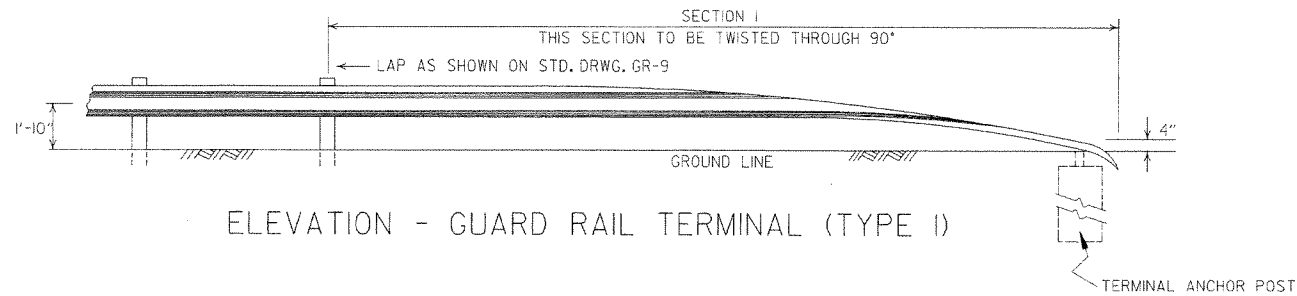 SECTION I
THIS SECTION TO BE TWISTED THROUGH 90°
LAP AS SHOWN ON STD. DRWG. GR-9
1'-10"
4"
GROUND LINE
ELEVATION - GUARD RAIL TERMINAL (TYPE I)
TERMINAL ANCHOR POST